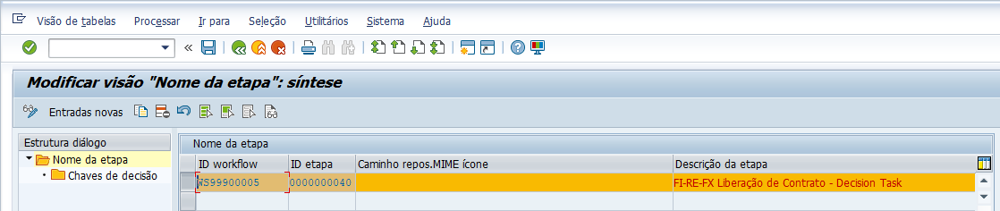 Visão de tabelas Processar Ir para Seleção Utilitários Sistema Ajuda
«
Modificar visão "Nome da etapa": síntese
Entradas novas
Estrutura diálogo
Nome da etapa
Chaves de decisão
Nome da etapa
ID workflow ID etapa Caminho repos.MIME ícone Descrição da etapa
WS99900005 0000000040 FI-RE-FX Liberação de Contrato - Decision Task